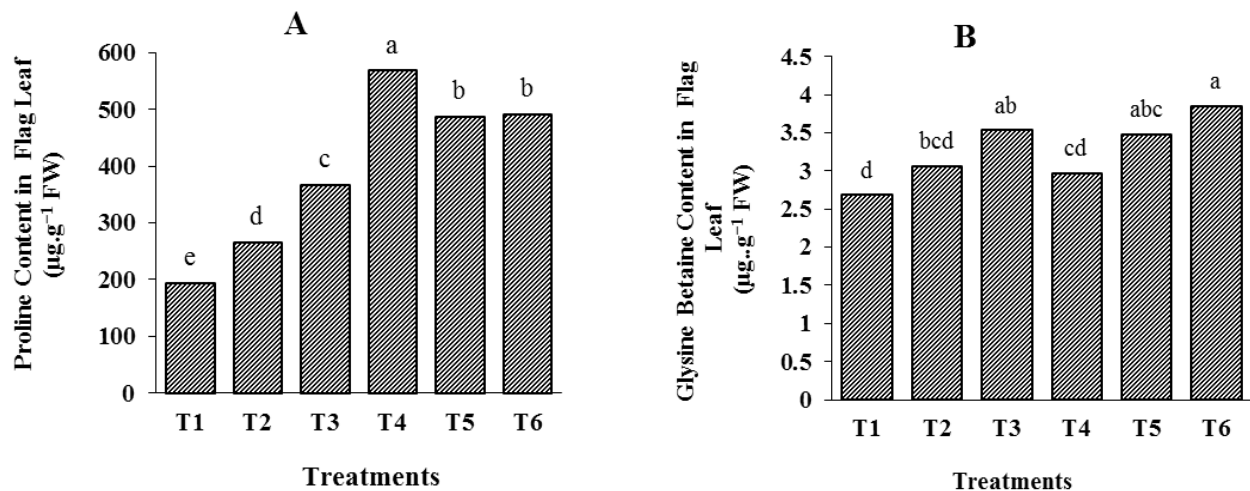 A
Proline Content in Flag Leaf
(µg.g⁻¹ FW)
600
500
400
300
200
100
0
e
d
c
a
b
b
T1 T2 T3 T4 T5 T6
Treatments
B
Glysine Betaine Content in Flag
Leaf
(µg..g⁻¹ FW)
4.5
4
3.5
3
2.5
2
1.5
1
0.5
0
d
bcd
ab
cd
abc
a
T1 T2 T3 T4 T5 T6
Treatments